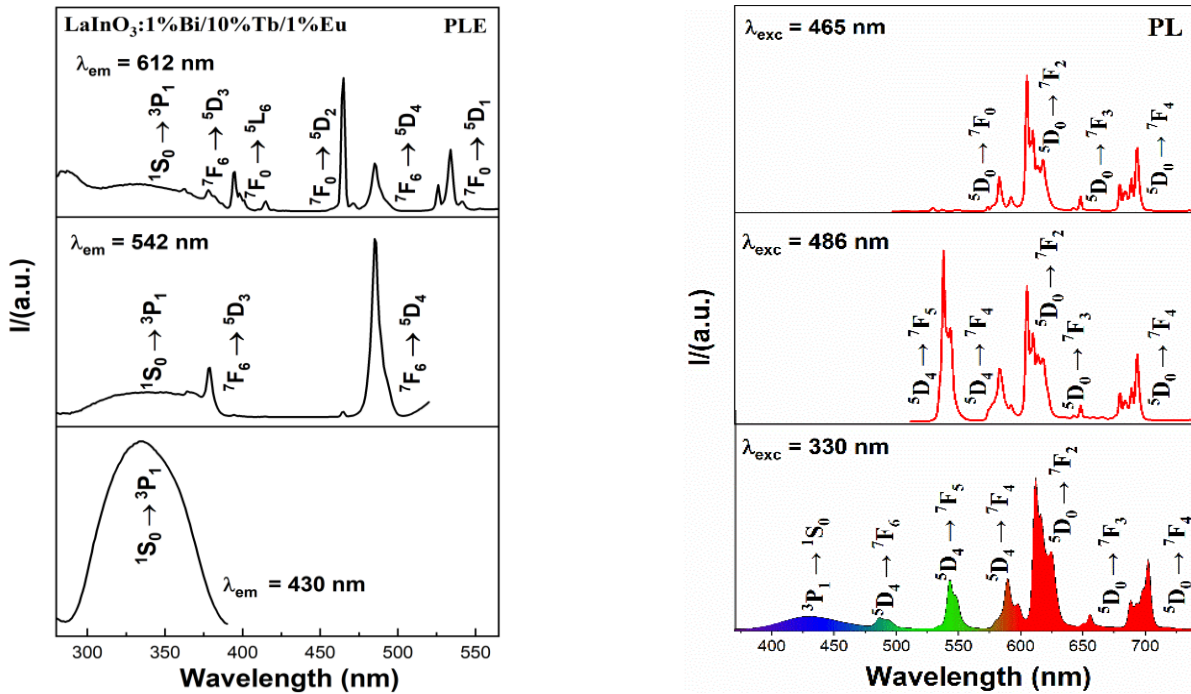 LaInO₃:1%Bi/10%Tb/1%Eu PLE
λem = 612 nm
¹S₀ → ³P₁
⁷F₆ → ⁵D₃
⁷F₀ → ⁵L₆
⁷F₀ → ⁵D₂
⁷F₆ → ⁵D₄
⁷F₀ → ⁵D₁
λem = 542 nm
¹S₀ → ³P₁
⁷F₆ → ⁵D₃
⁷F₆ → ⁵D₄
¹S₀ → ³P₁
λem = 430 nm
I/(a.u.)
300 350 400 450 500 550
Wavelength (nm)
λexc = 465 nm PL
⁵D₀ → ⁷F₀
⁵D₀ → ⁷F₂
⁵D₀ → ⁷F₃
⁵D₀ → ⁷F₄
λexc = 486 nm
⁵D₄ → ⁷F₅
⁵D₄ → ⁷F₄
⁵D₀ → ⁷F₂
⁵D₀ → ⁷F₃
⁵D₀ → ⁷F₄
λexc = 330 nm
³P₁ → ¹S₀
⁵D₄ → ⁷F₆
⁵D₄ → ⁷F₅
⁵D₄ → ⁷F₄
⁵D₀ → ⁷F₂
⁵D₀ → ⁷F₃
⁵D₀ → ⁷F₄
I/(a.u.)
400 450 500 550 600 650 700
Wavelength (nm)